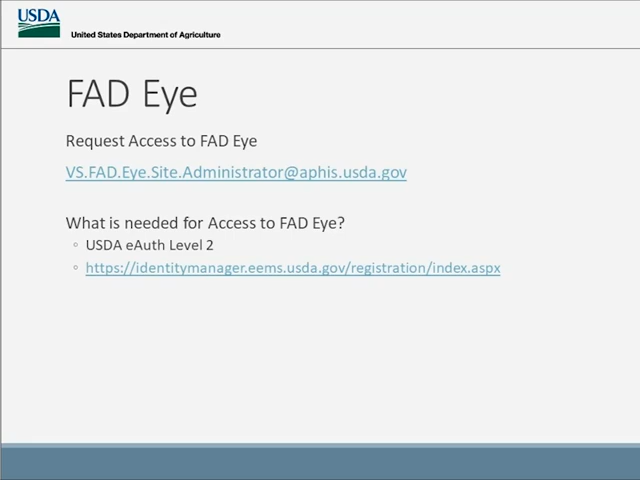 USDA
United States Department of Agriculture
FAD Eye
Request Access to FAD Eye
VS.FAD.Eye.Site.Administrator@aphis.usda.gov
What is needed for Access to FAD Eye?
◦ USDA eAuth Level 2
◦ https://identitymanager.eems.usda.gov/registration/index.aspx